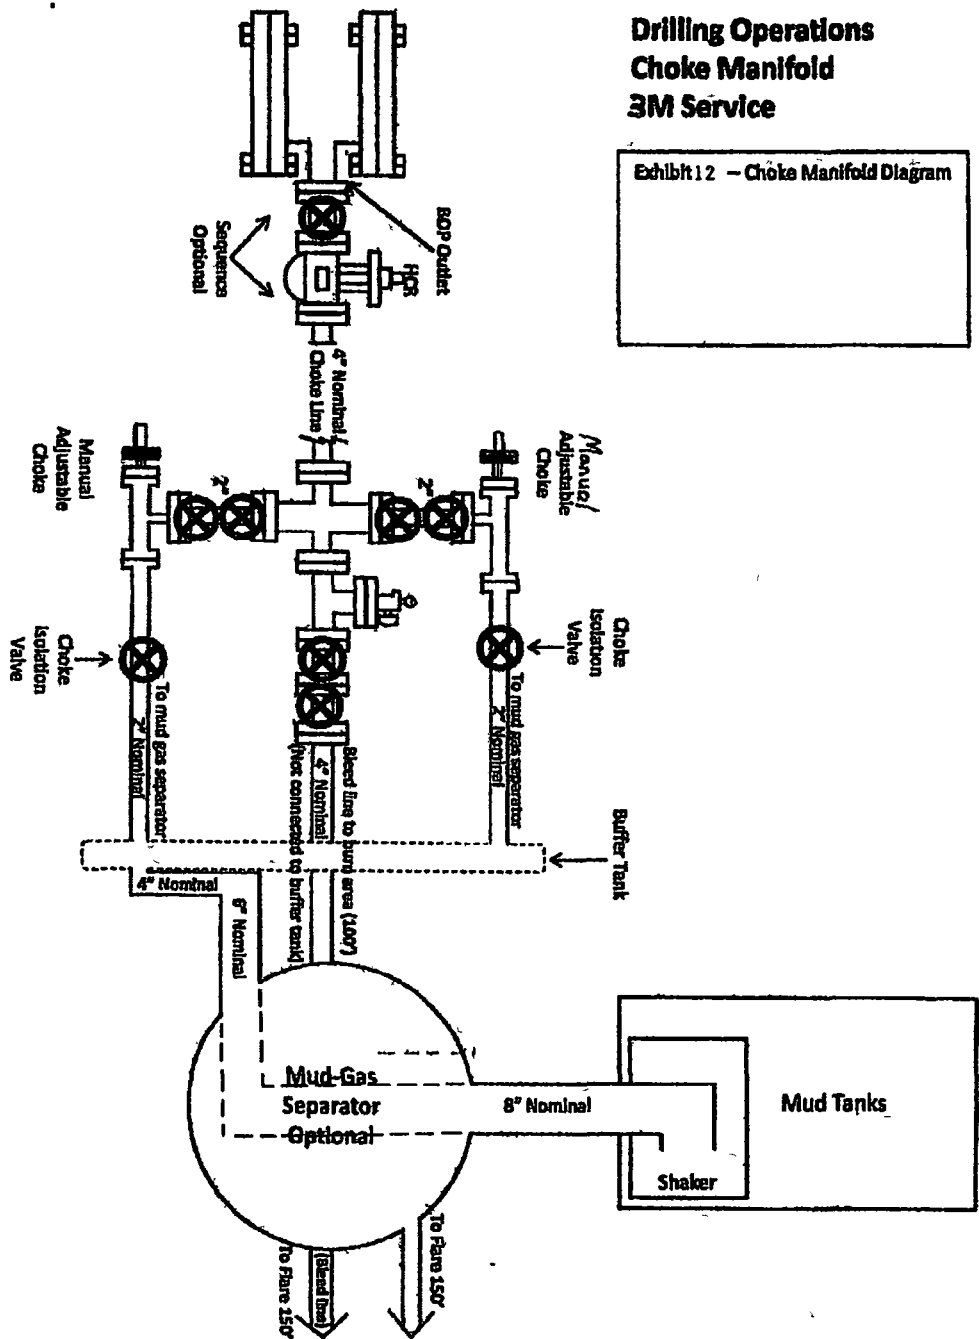 Drilling Operations
Choke Manifold
3M Service
Exhibit 12 – Choke Manifold Diagram
BOP Outlet
HCR
Sequence
Optional
4" Nominal
Choke Line
Manual
Adjustable
Choke
2"
2"
Manual
Adjustable
Choke
Choke
Isolation
Valve
Choke
Isolation
Valve
To mud gas separator
2" Nominal
To mud gas separator
2" Nominal
Bleed line to burn area (100')
4" Nominal
(Not connected to buffer tank)
Buffer Tank
4" Nominal
6" Nominal
Mud-Gas
Separator
Optional
8" Nominal
Mud Tanks
Shaker
To Flare 150'
(Bleed line)
To Flare 150'